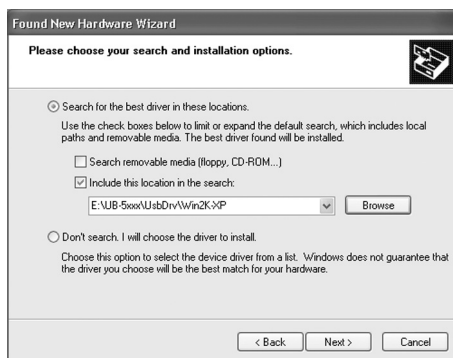 Found New Hardware Wizard
Please choose your search and installation options.
Search for the best driver in these locations.
Use the check boxes below to limit or expand the default search, which includes local
paths and removable media. The best driver found will be installed.
Search removable media (floppy, CD-ROM...)
Include this location in the search:
E:\UB-5xxx\UsbDrv\Win2K-XP
Browse
Don't search. I will choose the driver to install.
Choose this option to select the device driver from a list. Windows does not guarantee that
the driver you choose will be the best match for your hardware.
< Back Next > Cancel